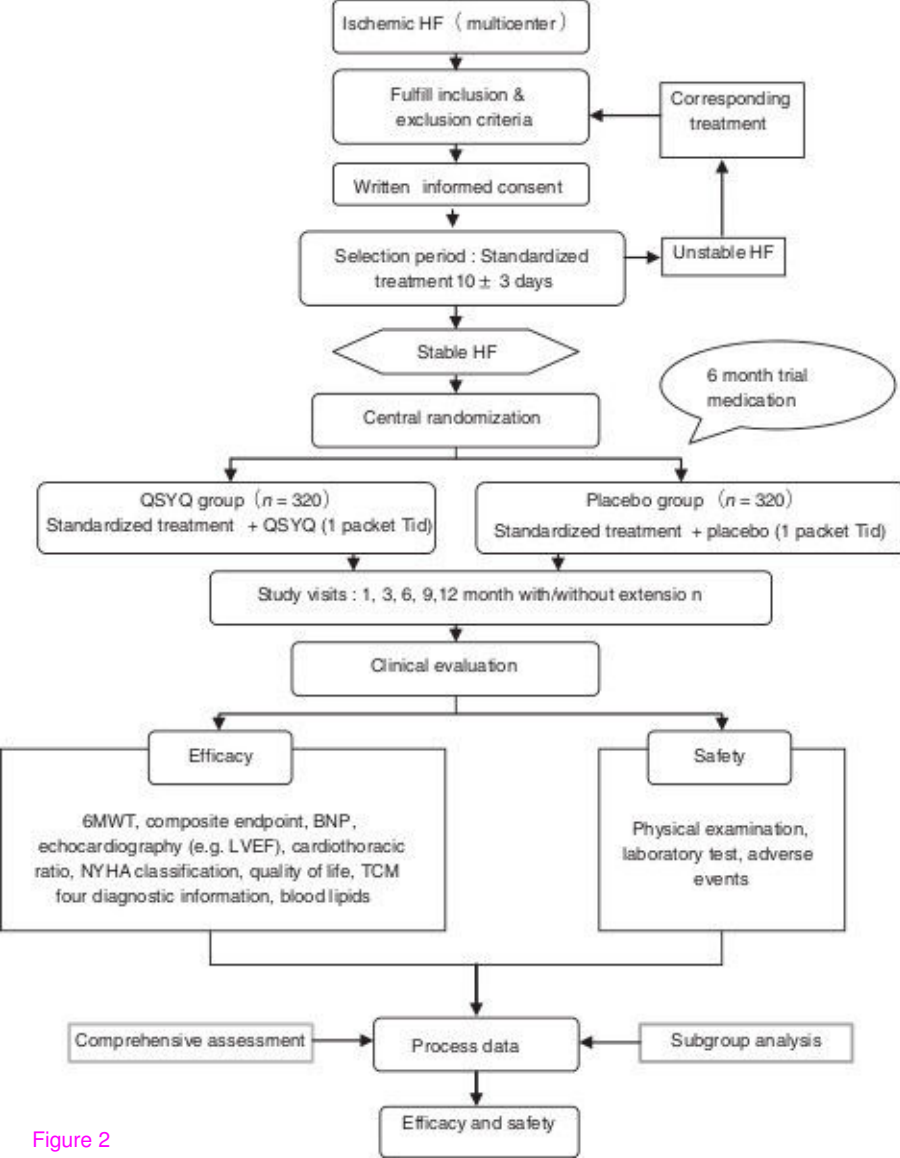 Ischemic HF（multicenter）
Fulfill inclusion &
exclusion criteria
Corresponding
treatment
Written informed consent
Selection period : Standardized
treatment 10 ± 3 days
Unstable HF
Stable HF
6 month trial
medication
Central randomization
QSYQ group（n = 320）
Standardized treatment + QSYQ (1 packet Tid)
Placebo group （n = 320）
Standardized treatment + placebo (1 packet Tid)
Study visits : 1, 3, 6, 9,12 month with/without extensio n
Clinical evaluation
Efficacy
6MWT, composite endpoint, BNP,
echocardiography (e.g. LVEF), cardiothoracic
ratio, NYHA classification, quality of life, TCM
four diagnostic information, blood lipids
Safety
Physical examination,
laboratory test, adverse
events
Comprehensive assessment
Process data
Subgroup analysis
Efficacy and safety
Figure 2